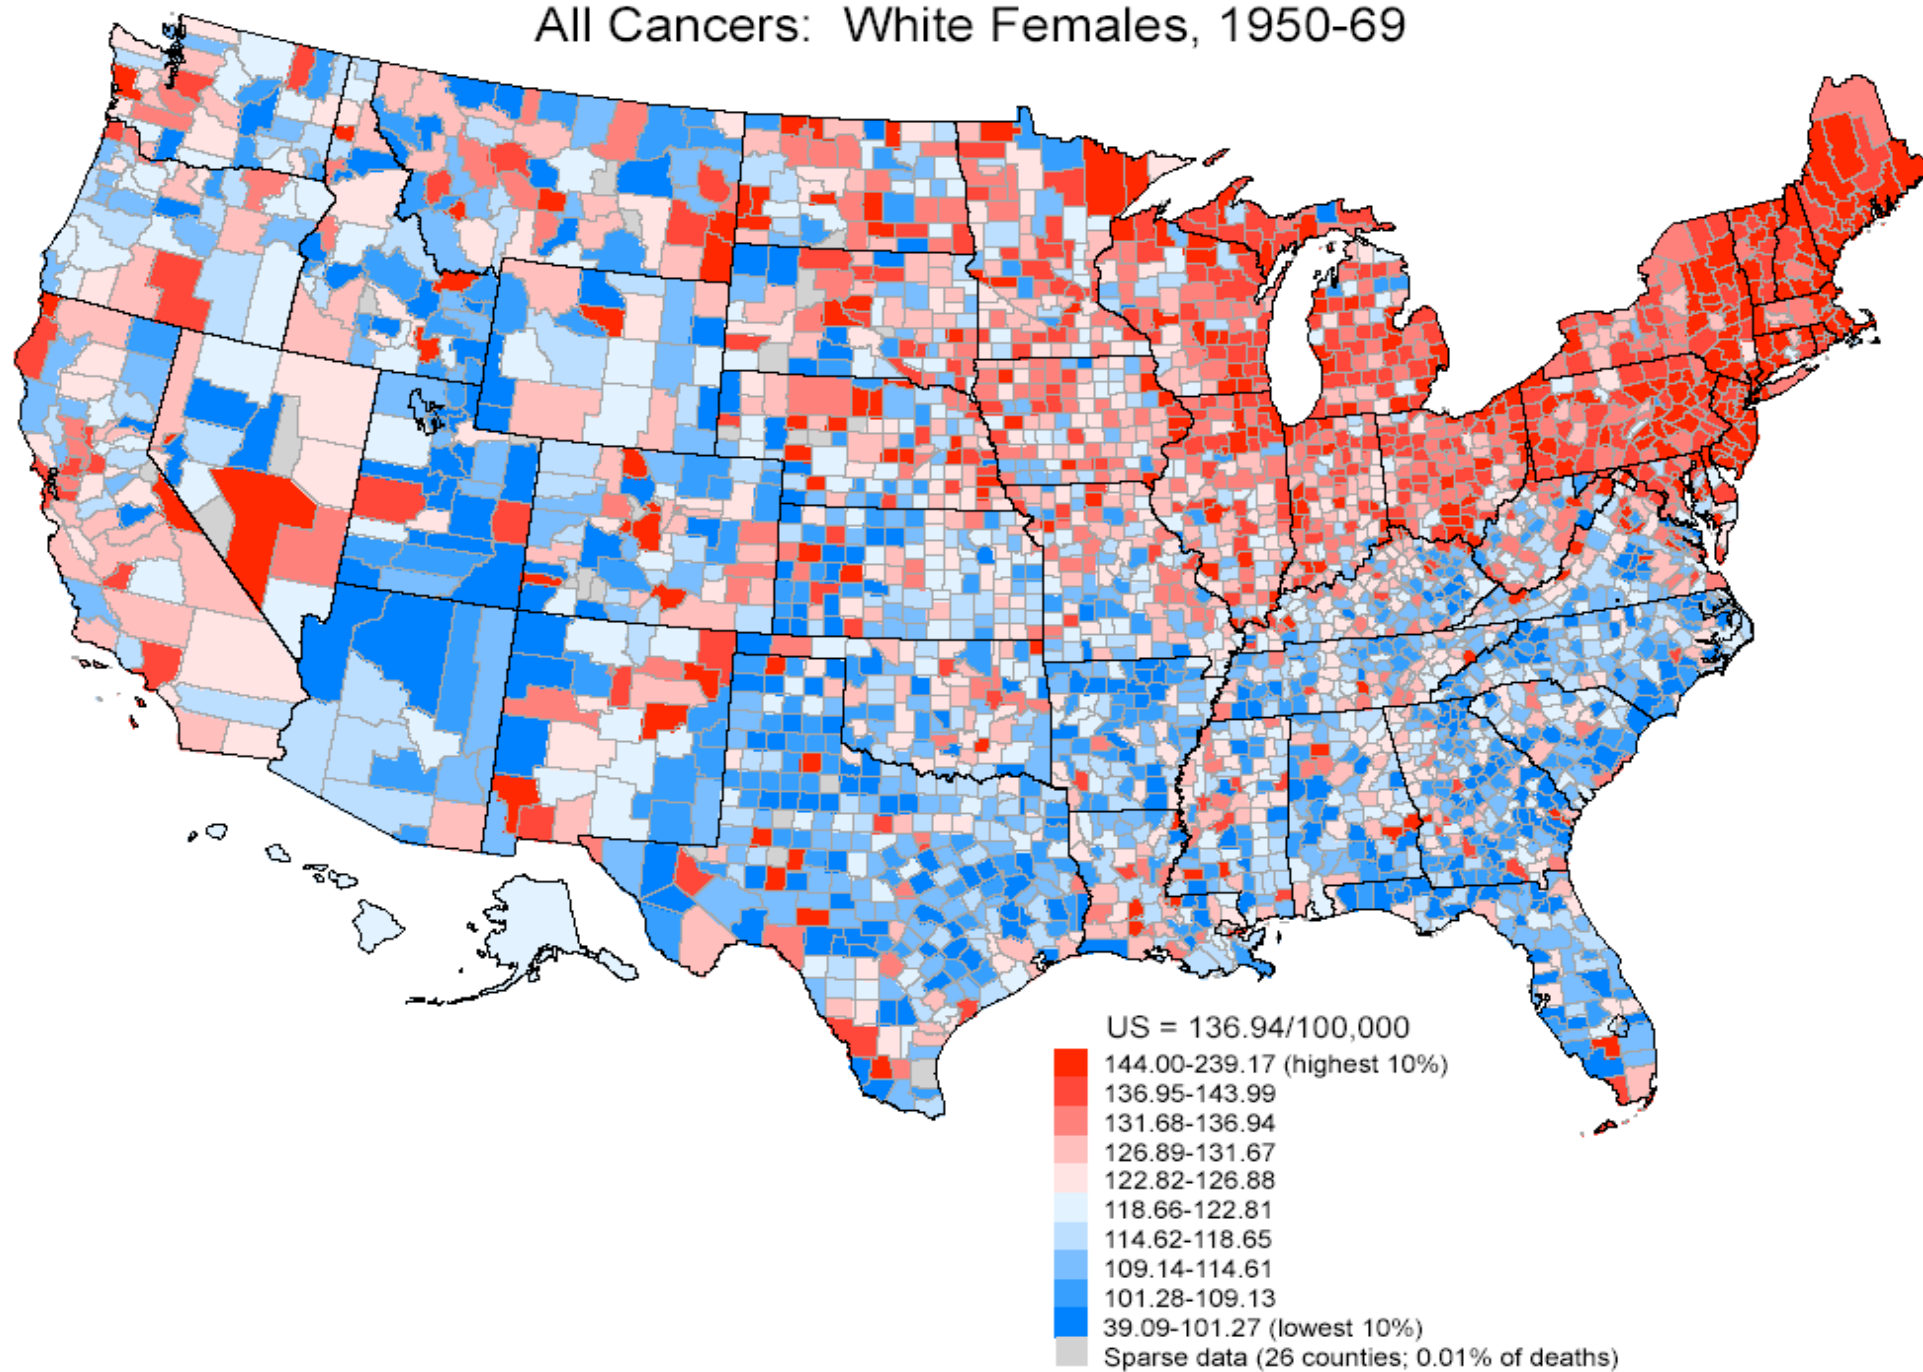 All Cancers: White Females, 1950-69
US = 136.94/100,000
144.00-239.17 (highest 10%)
136.95-143.99
131.68-136.94
126.89-131.67
122.82-126.88
118.66-122.81
114.62-118.65
109.14-114.61
101.28-109.13
39.09-101.27 (lowest 10%)
Sparse data (26 counties; 0.01% of deaths)